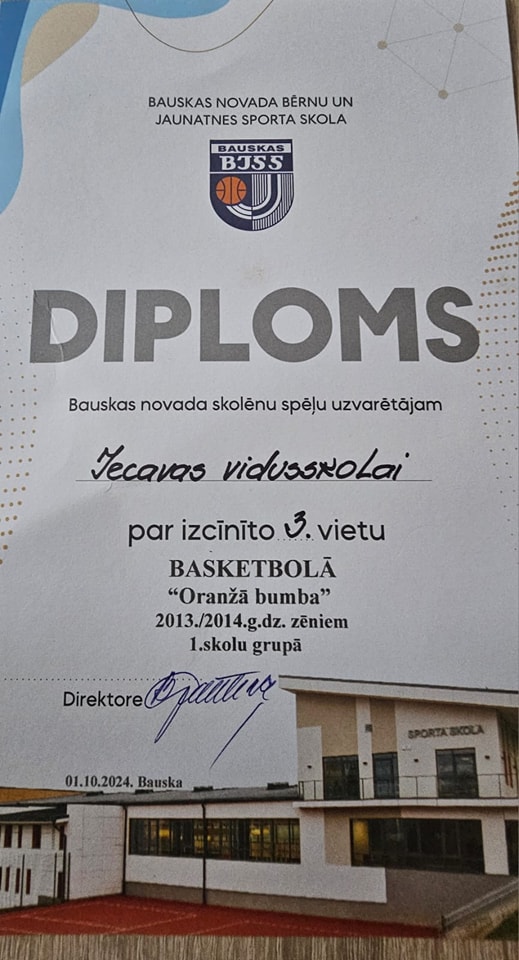 BAUSKAS NOVADA BĒRNU UN
JAUNATNES SPORTA SKOLA
BAUSKAS
BJSS
DIPLOMS
Bauskas novada skolēnu spēļu uzvarētājam
Iecavas vidusskolai
par izcīnīto 3. vietu
BASKETBOLĀ
“Oranžā bumba”
2013./2014.g.dz. zēniem
1.skolu grupā
Direktore
SPORTA SKOLA
01.10.2024. Bauska